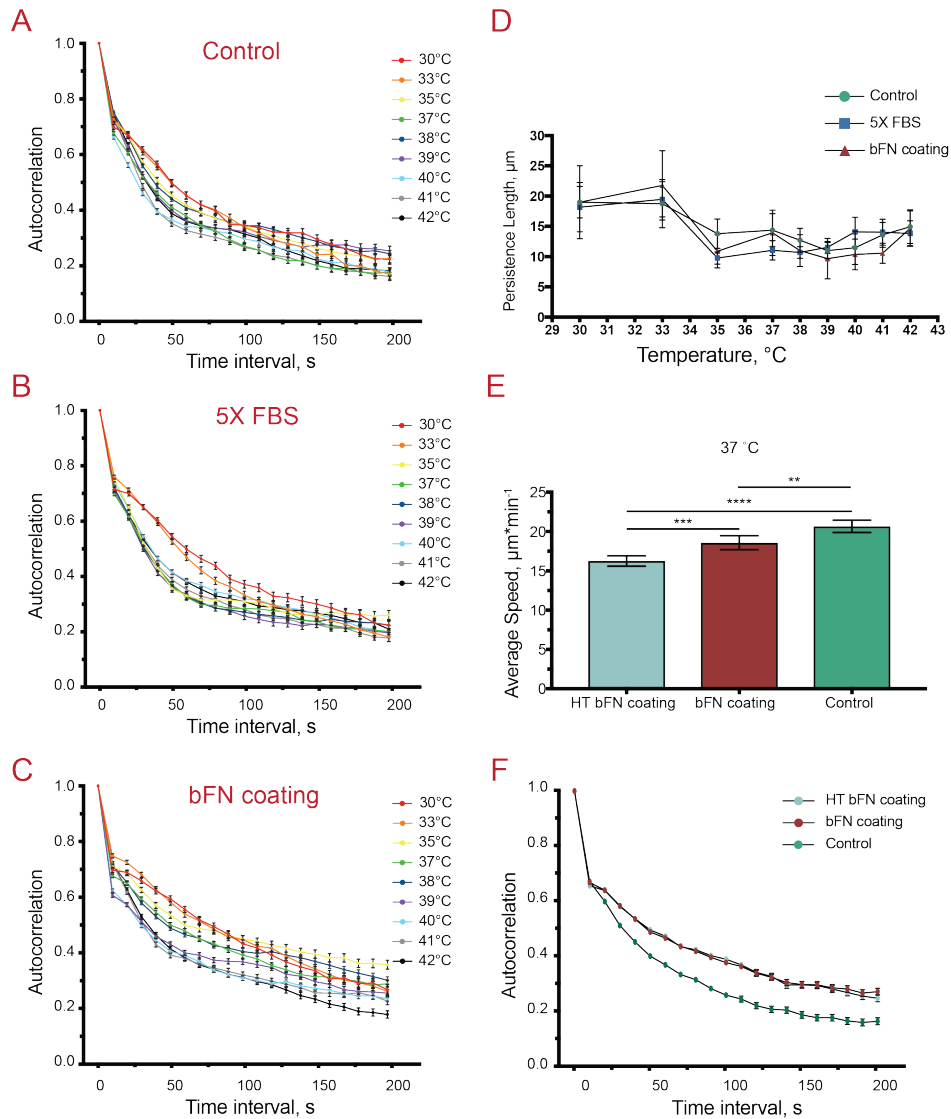 A
Control
1.0
0.8
0.6
0.4
0.2
0.0
Autocorrelation
0
50
100
150
200
Time interval, s
30°C
33°C
35°C
37°C
38°C
39°C
40°C
41°C
42°C
D
Control
5X FBS
bFN coating
30
25
20
15
10
5
0
Persistence Length, µm
29
30
31
32
33
34
35
36
37
38
39
40
41
42
43
Temperature, °C
B
5X FBS
1.0
0.8
0.6
0.4
0.2
0.0
Autocorrelation
0
50
100
150
200
Time interval, s
30°C
33°C
35°C
37°C
38°C
39°C
40°C
41°C
42°C
E
37 °C
**
****
***
25
20
15
10
5
0
Average Speed, µm*min-1
HT bFN coating
bFN coating
Control
C
bFN coating
1.0
0.8
0.6
0.4
0.2
0.0
Autocorrelation
0
50
100
150
200
Time interval, s
30°C
33°C
35°C
37°C
38°C
39°C
40°C
41°C
42°C
F
HT bFN coating
bFN coating
Control
1.0
0.8
0.6
0.4
0.2
0.0
Autocorrelation
0
50
100
150
200
Time interval, s